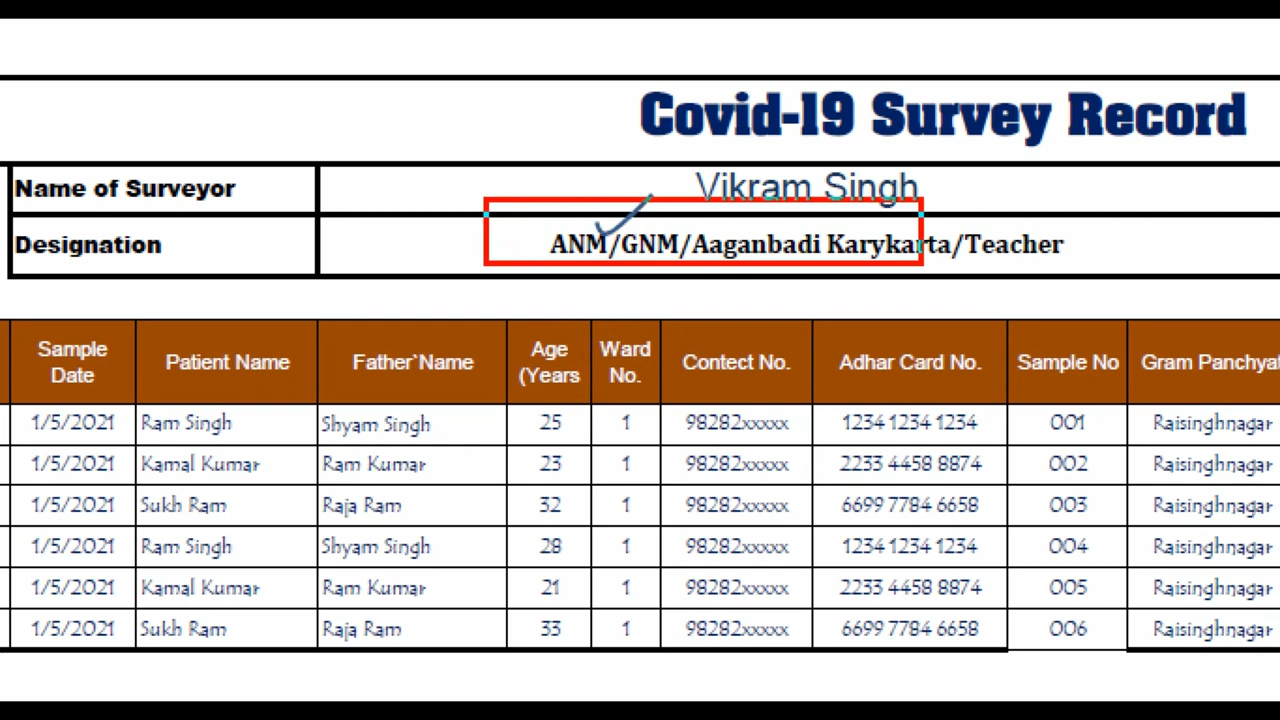 Covid-19 Survey Record
Name of Surveyor Vikram Singh
Designation ANM/GNM/Aaganbadi Karykarta/Teacher
Sample Date Patient Name Father`Name Age (Years Ward No. Contect No. Adhar Card No. Sample No Gram Panchyat
1/5/2021 Ram Singh Shyam Singh 25 1 98282xxxxx 1234 1234 1234 001 Raisinghnagar
1/5/2021 Kamal Kumar Ram Kumar 23 1 98282xxxxx 2233 4458 8874 002 Raisinghnagar
1/5/2021 Sukh Ram Raja Ram 32 1 98282xxxxx 6699 7784 6658 003 Raisinghnagar
1/5/2021 Ram Singh Shyam Singh 28 1 98282xxxxx 1234 1234 1234 004 Raisinghnagar
1/5/2021 Kamal Kumar Ram Kumar 21 1 98282xxxxx 2233 4458 8874 005 Raisinghnagar
1/5/2021 Sukh Ram Raja Ram 33 1 98282xxxxx 6699 7784 6658 006 Raisinghnagar